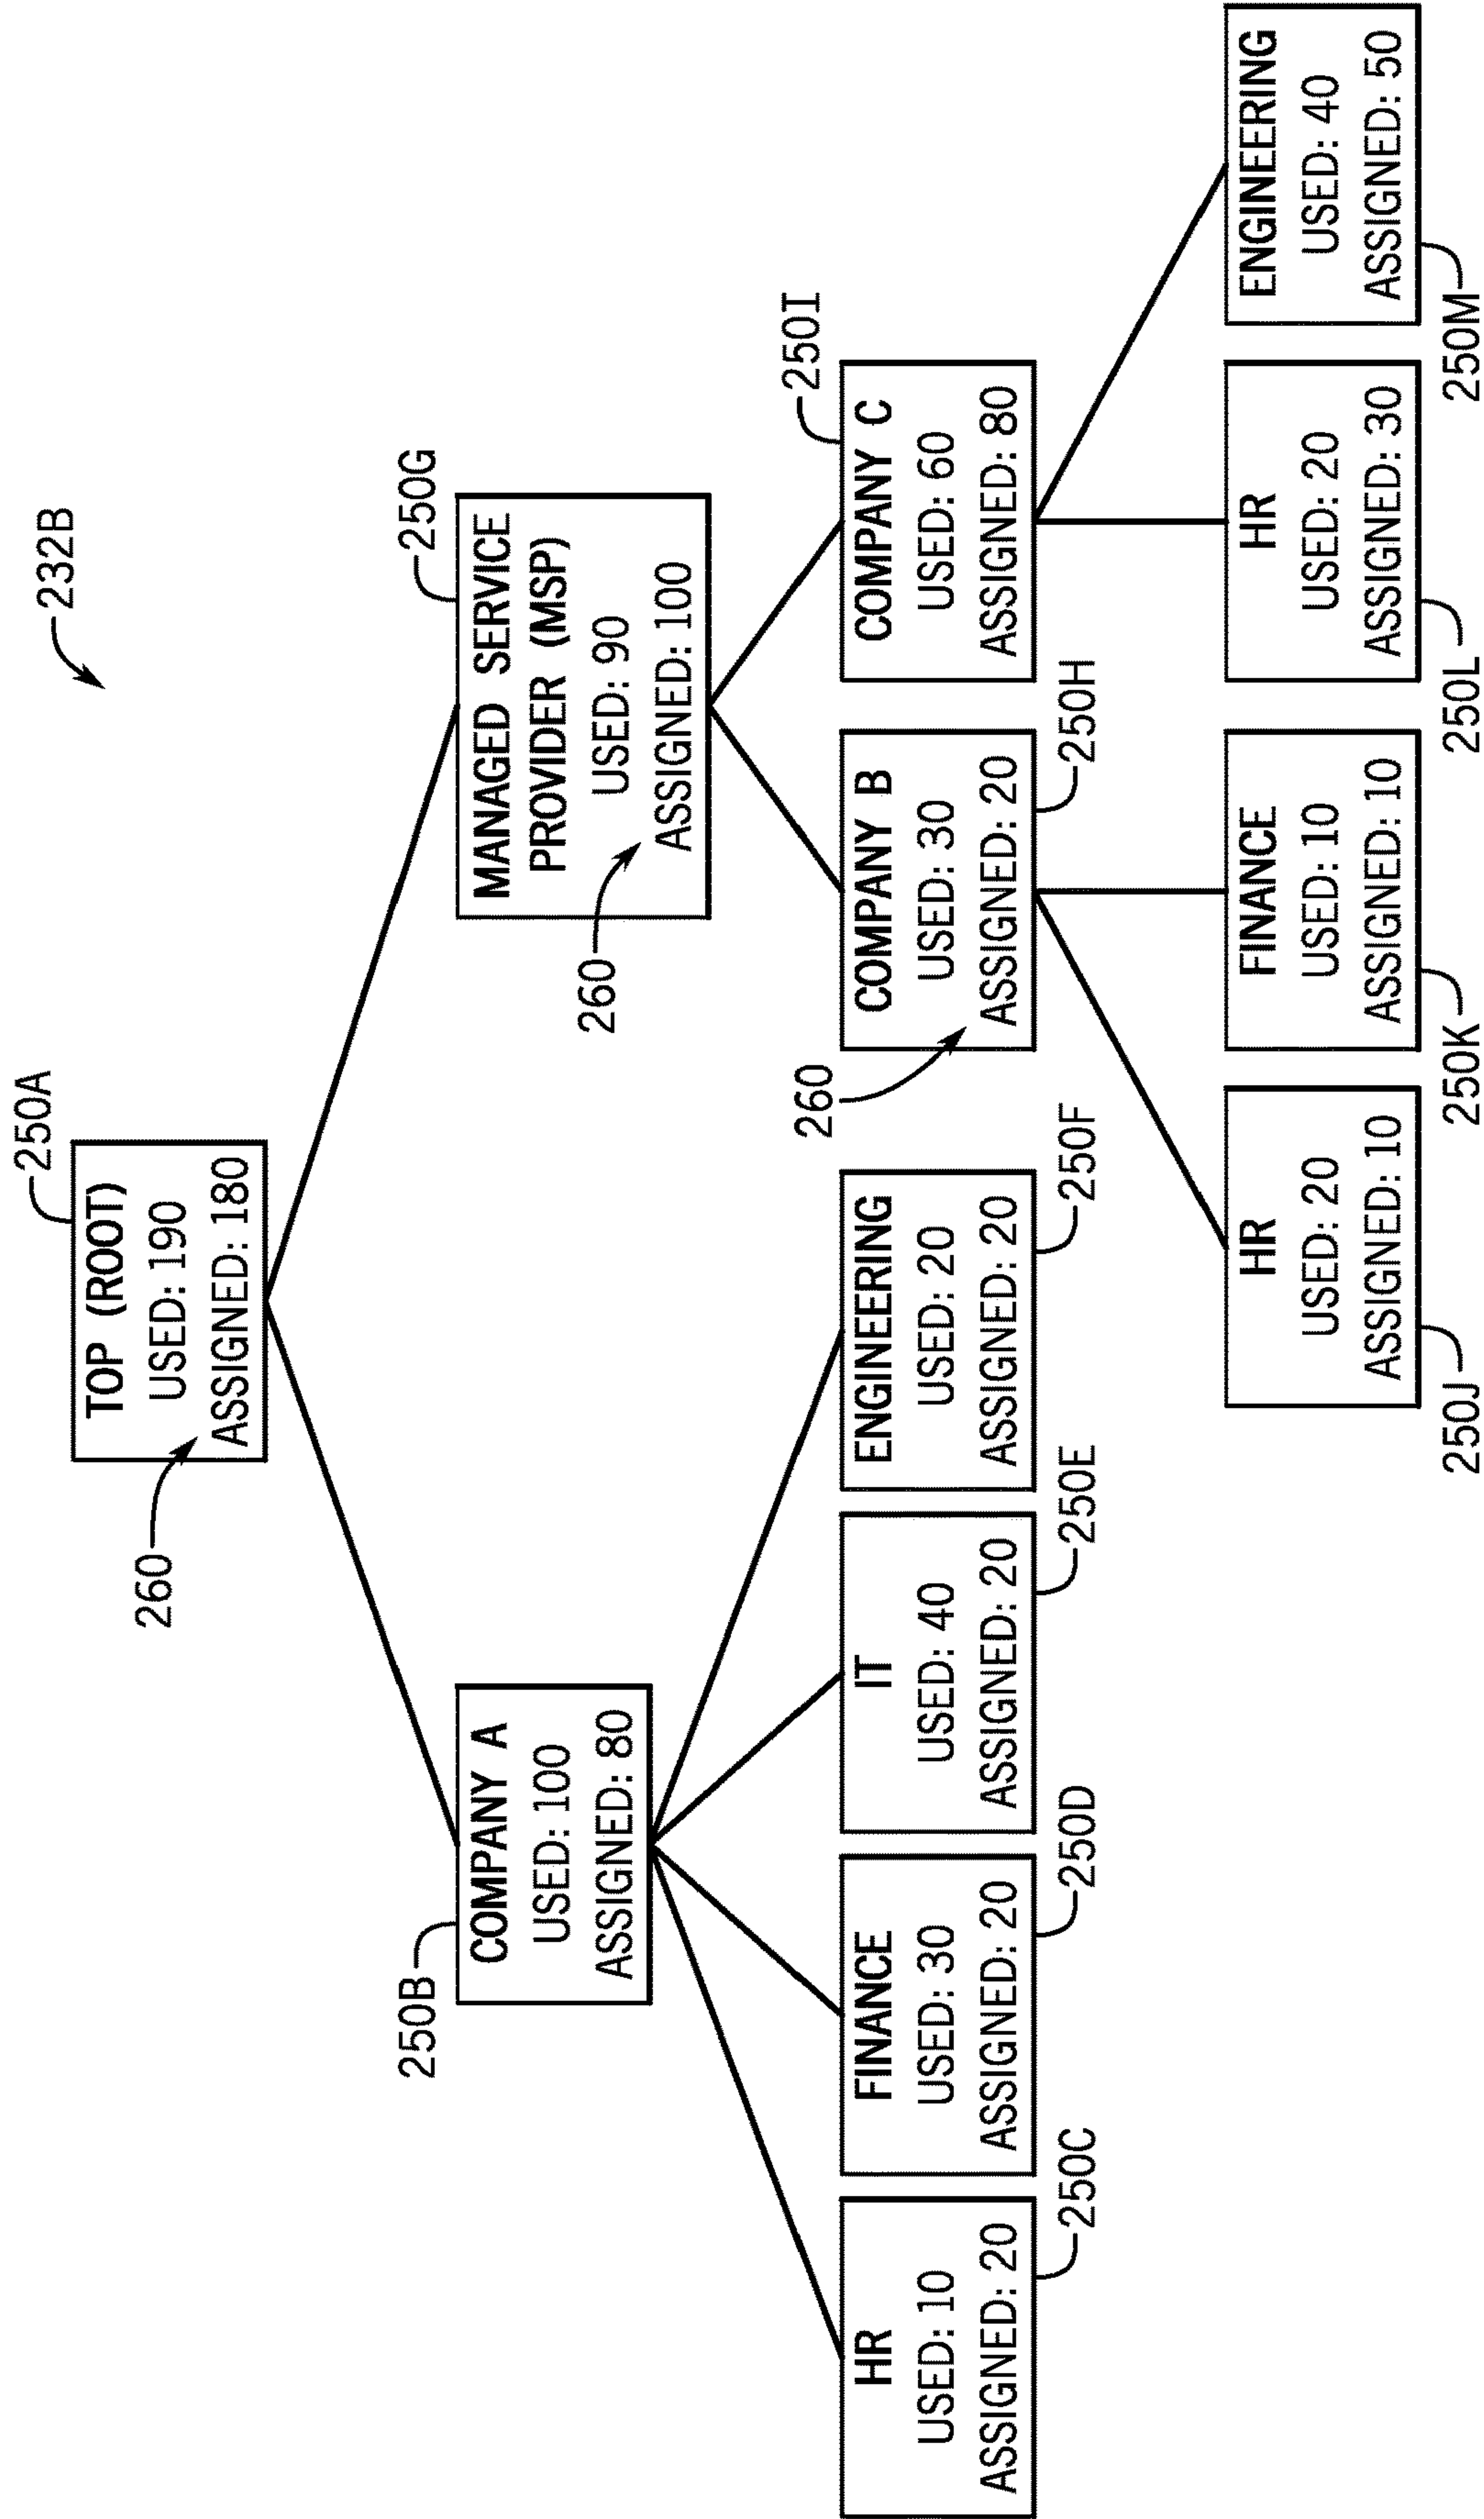 232B
250A
TOP (ROOT)
USED: 190
ASSIGNED: 180
260
250B
COMPANY A
USED: 100
ASSIGNED: 80
250G
MANAGED SERVICE
PROVIDER (MSP)
USED: 90
ASSIGNED: 100
260
HR
USED: 10
ASSIGNED: 20
250C
FINANCE
USED: 30
ASSIGNED: 20
250D
IT
USED: 40
ASSIGNED: 20
250E
ENGINEERING
USED: 20
ASSIGNED: 20
250F
260
COMPANY B
USED: 30
ASSIGNED: 20
250H
250I
COMPANY C
USED: 60
ASSIGNED: 80
HR
USED: 20
ASSIGNED: 10
250J
FINANCE
USED: 10
ASSIGNED: 10
250K
HR
USED: 20
ASSIGNED: 30
250L
ENGINEERING
USED: 40
ASSIGNED: 50
250M